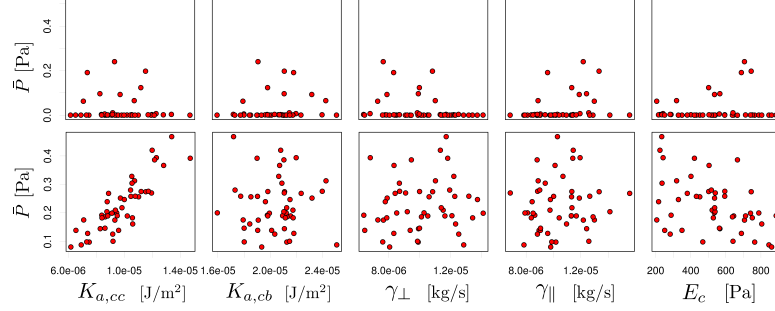 P̄ [Pa]
0.4
0.2
0.0
P̄ [Pa]
0.4
0.3
0.2
0.1
6.0e-06 1.0e-05 1.4e-05 1.6e-05 2.0e-05 2.4e-05 8.0e-06 1.2e-05 8.0e-06 1.2e-05 200 400 600 800
K_{a,cc} [J/m²] K_{a,cb} [J/m²] γ_⊥ [kg/s] γ_∥ [kg/s] E_c [Pa]